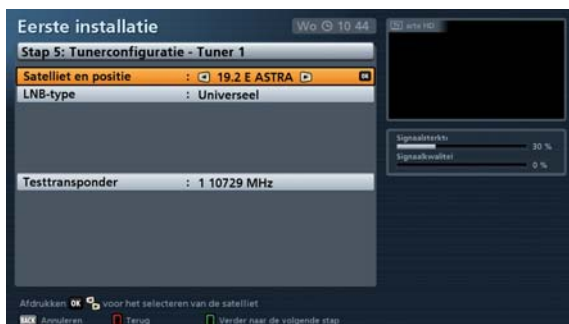 Eerste installatie
Wo 10 44
arte HD
Stap 5: Tunerconfiguratie - Tuner 1
Satelliet en positie : 19.2 E ASTRA OK
LNB-type : Universeel
Signaalsterkte
30 %
Signaalkwalitei
0 %
Testtransponder : 1 10729 MHz
Afdrukken OK voor het selecteren van de satelliet
BACK Annuleren Terug Verder naar de volgende stap